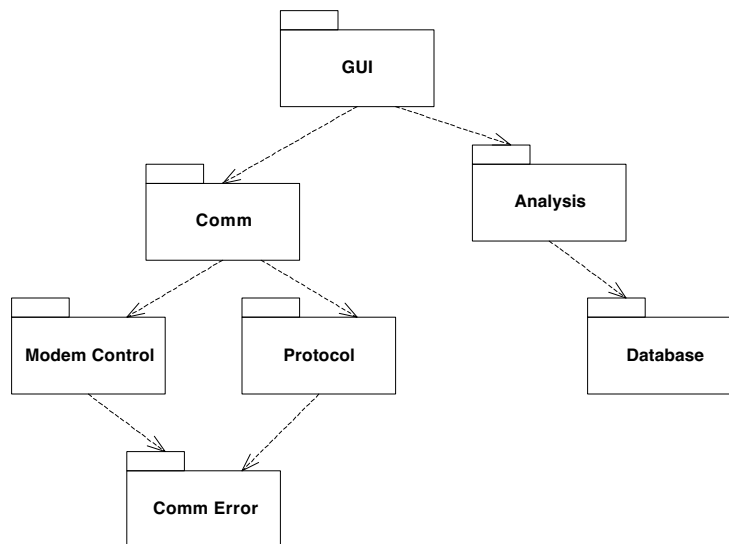 GUI
Comm
Analysis
Modem Control
Protocol
Database
Comm Error